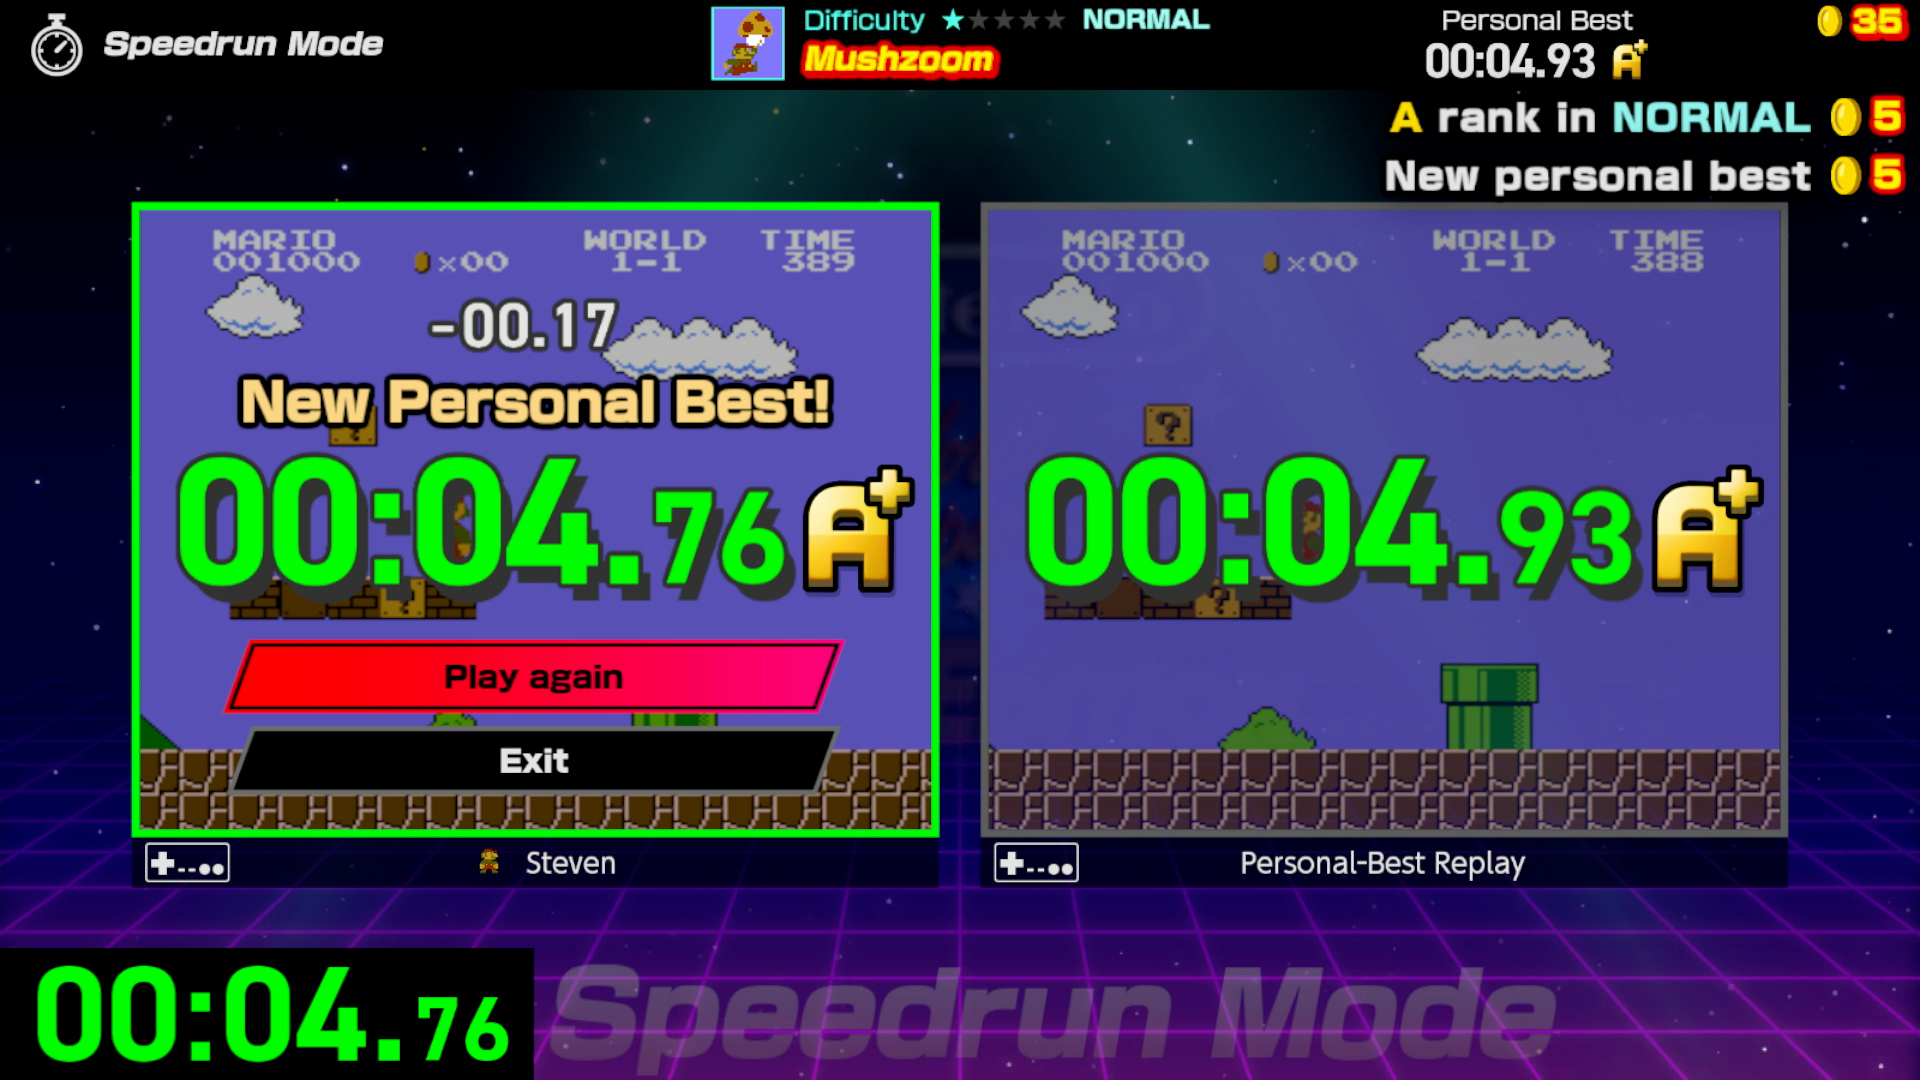 Speedrun Mode
Difficulty ★★★★★ NORMAL
Mushzoom
Personal Best
00:04.93 A+
35
A rank in NORMAL 5
New personal best 5
MARIO WORLD TIME
001000 ×00 1-1 389
-00.17
New Personal Best!
?
00:04.76 A+
?
Play again
Exit
Steven
MARIO WORLD TIME
001000 ×00 1-1 388
?
00:04.93 A+
?
Personal-Best Replay
00:04.76
Speedrun Mode